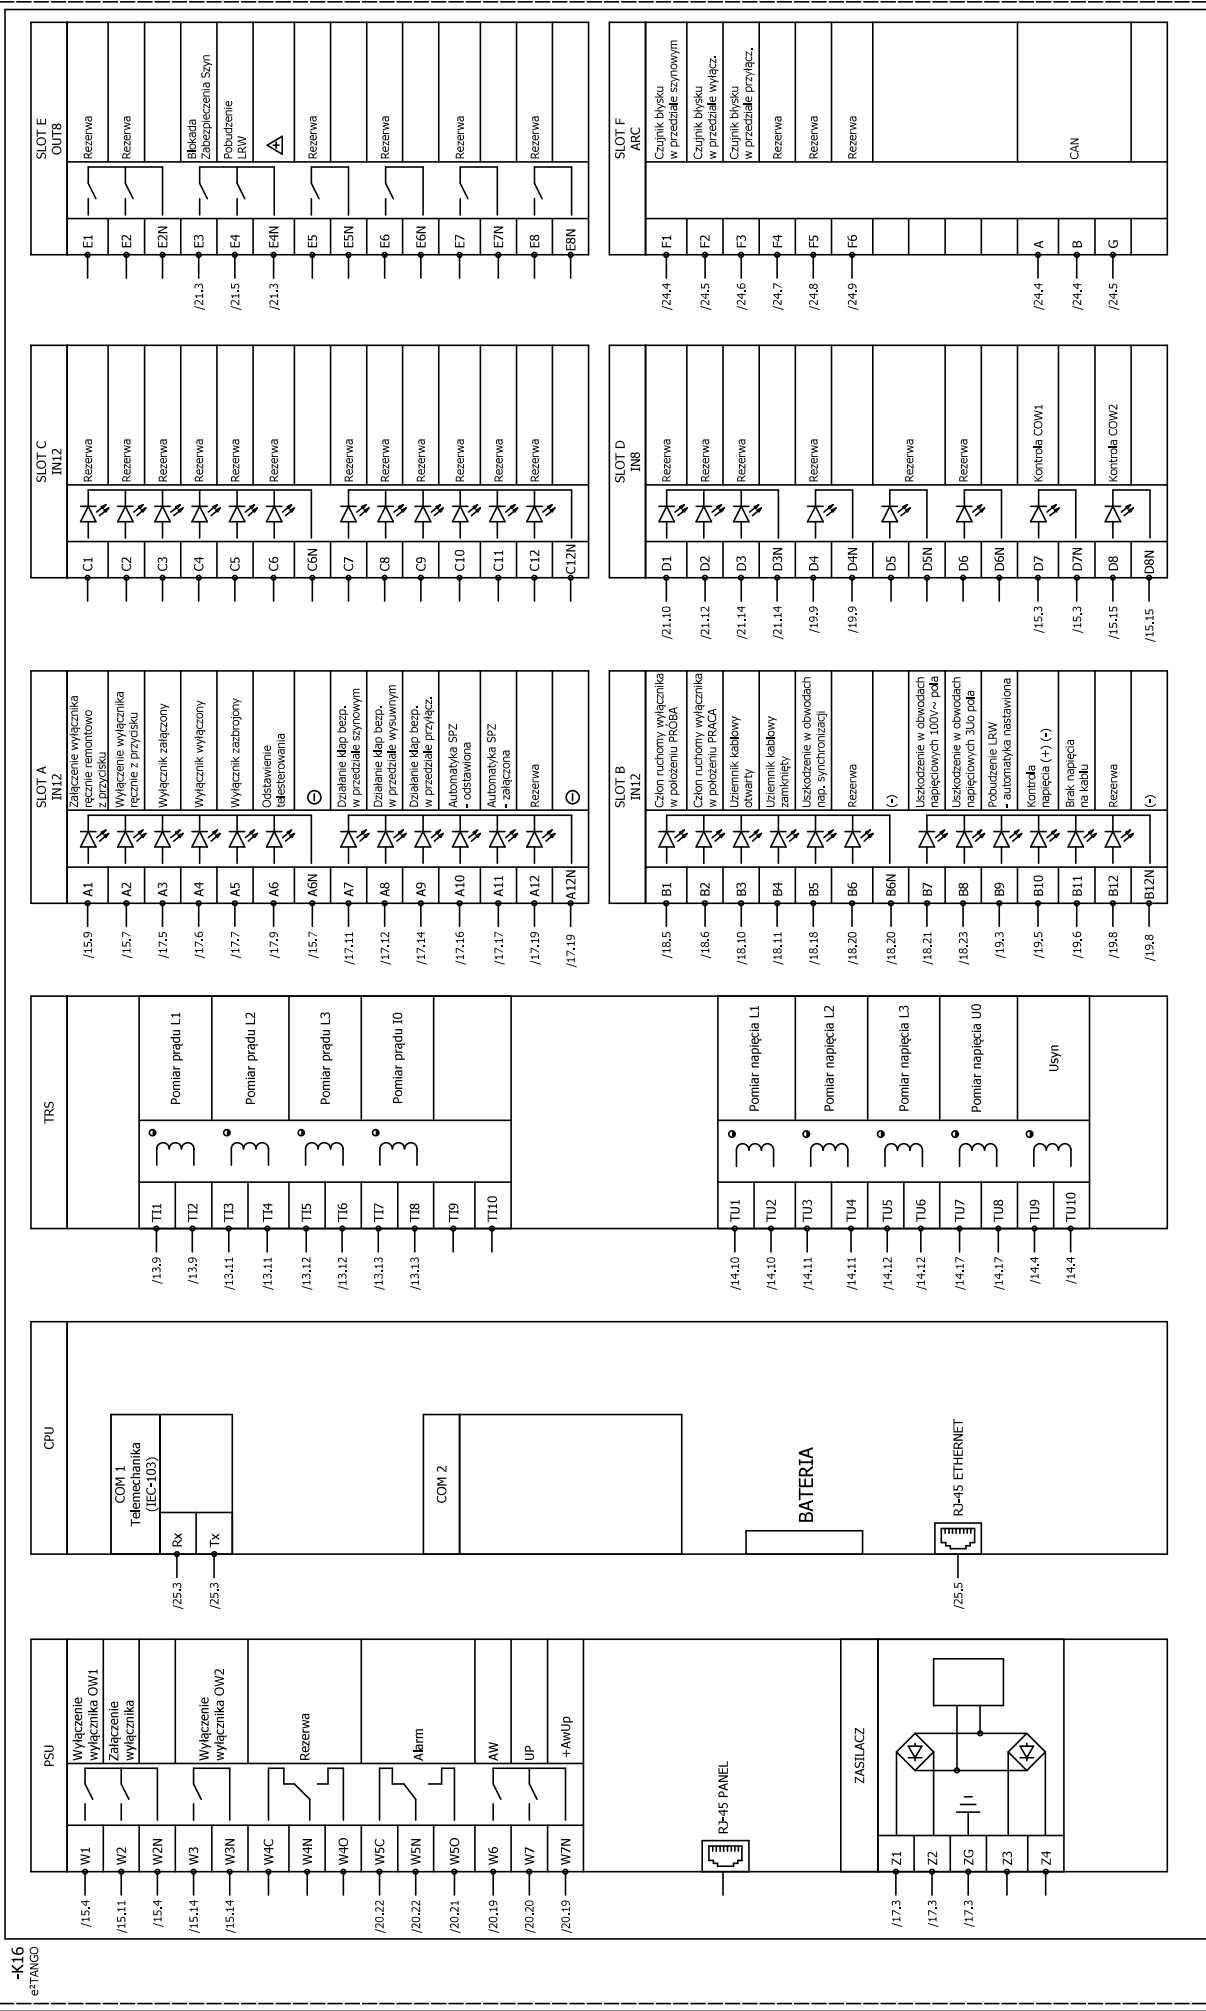 -K16
e²TANGO
PSU
/15.4
W1
Wyłączenie
wyłącznika OW1
/15.11
W2
Załączenie
wyłącznika
/15.4
W2N
/15.14
W3
/15.14
W3N
Wyłączenie
wyłącznika OW2
W4C
W4N
W4O
Rezerwa
/20.22
W5C
/20.22
W5N
/20.21
W5O
Alarm
/20.19
W6
AW
/20.20
W7
UP
/20.19
W7N
+AwUp
RJ-45 PANEL
ZASILACZ
/17.3
Z1
/17.3
Z2
/17.3
ZG
Z3
Z4
CPU
COM 1
Telemechanika
(IEC-103)
/25.3
Rx
/25.3
Tx
COM 2
BATERIA
/25.5
RJ-45 ETHERNET
TRS
/13.9
TI1
/13.9
TI2
Pomiar prądu L1
/13.11
TI3
/13.11
TI4
Pomiar prądu L2
/13.12
TI5
/13.12
TI6
Pomiar prądu L3
/13.13
TI7
/13.13
TI8
Pomiar prądu I0
TI9
TI10
/14.10
TU1
/14.10
TU2
Pomiar napięcia L1
/14.11
TU3
/14.11
TU4
Pomiar napięcia L2
/14.12
TU5
/14.12
TU6
Pomiar napięcia L3
/14.17
TU7
/14.17
TU8
Pomiar napięcia U0
/14.4
TU9
/14.4
TU10
Usyn
SLOT A
IN12
/15.9
A1
Załączenie wyłącznika
ręcznie remontowo
z przycisku
/15.7
A2
Wyłączenie wyłącznika
ręcznie z przycisku
/17.5
A3
Wyłącznik załączony
/17.6
A4
Wyłącznik wyłączony
/17.7
A5
Wyłącznik zazbrojony
/17.9
A6
Odstawienie
telesterowania
/15.7
A6N
/17.11
A7
Działanie klap bezp.
w przedziale szynowym
/17.12
A8
Działanie klap bezp.
w przedziale wysuwnym
/17.14
A9
Działanie klap bezp.
w przedziale przyłącz.
/17.16
A10
Automatyka SPZ
- odstawiona
/17.17
A11
Automatyka SPZ
- załączona
/17.19
A12
Rezerwa
/17.19
A12N
SLOT B
IN12
/18.5
B1
Człon ruchomy wyłącznika
w położeniu PRÓBA
/18.6
B2
Człon ruchomy wyłącznika
w położeniu PRACA
/18.10
B3
Uziemnik kablowy
otwarty
/18.11
B4
Uziemnik kablowy
zamknięty
/18.18
B5
Uszkodzenie w obwodach
nap. synchronizacji
/18.20
B6
Rezerwa
/18.20
B6N
(-)
/18.21
B7
Uszkodzenie w obwodach
napięciowych 100V~ pola
/18.23
B8
Uszkodzenie w obwodach
napięciowych 3Uo pola
/19.3
B9
Pobudzenie LRW
- automatyka nastawiona
/19.5
B10
Kontrola
napięcia (+) (-)
/19.6
B11
Brak napięcia
na kablu
/19.8
B12
Rezerwa
/19.8
B12N
(-)
SLOT C
IN12
C1
Rezerwa
C2
Rezerwa
C3
Rezerwa
C4
Rezerwa
C5
Rezerwa
C6
Rezerwa
C6N
C7
Rezerwa
C8
Rezerwa
C9
Rezerwa
C10
Rezerwa
C11
Rezerwa
C12
Rezerwa
C12N
SLOT D
IN8
/21.10
D1
Rezerwa
/21.12
D2
Rezerwa
/21.14
D3
Rezerwa
/21.14
D3N
/19.9
D4
Rezerwa
/19.9
D4N
D5
Rezerwa
D5N
D6
Rezerwa
D6N
/15.3
D7
Kontrola COW1
/15.3
D7N
/15.15
D8
Kontrola COW2
/15.15
D8N
SLOT E
OUT8
E1
Rezerwa
E2
Rezerwa
E2N
/21.3
E3
Blokada
Zabezpieczenia Szyn
/21.5
E4
Pobudzenie
LRW
/21.3
E4N
E5
Rezerwa
E5N
E6
Rezerwa
E6N
E7
Rezerwa
E7N
E8
Rezerwa
E8N
SLOT F
ARC
/24.4
F1
Czujnik błysku
w przedziale szynowym
/24.5
F2
Czujnik błysku
w przedziale wyłącz.
/24.6
F3
Czujnik błysku
w przedziale przyłącz.
/24.7
F4
Rezerwa
/24.8
F5
Rezerwa
/24.9
F6
Rezerwa
/24.4
A
/24.4
B
CAN
/24.5
G